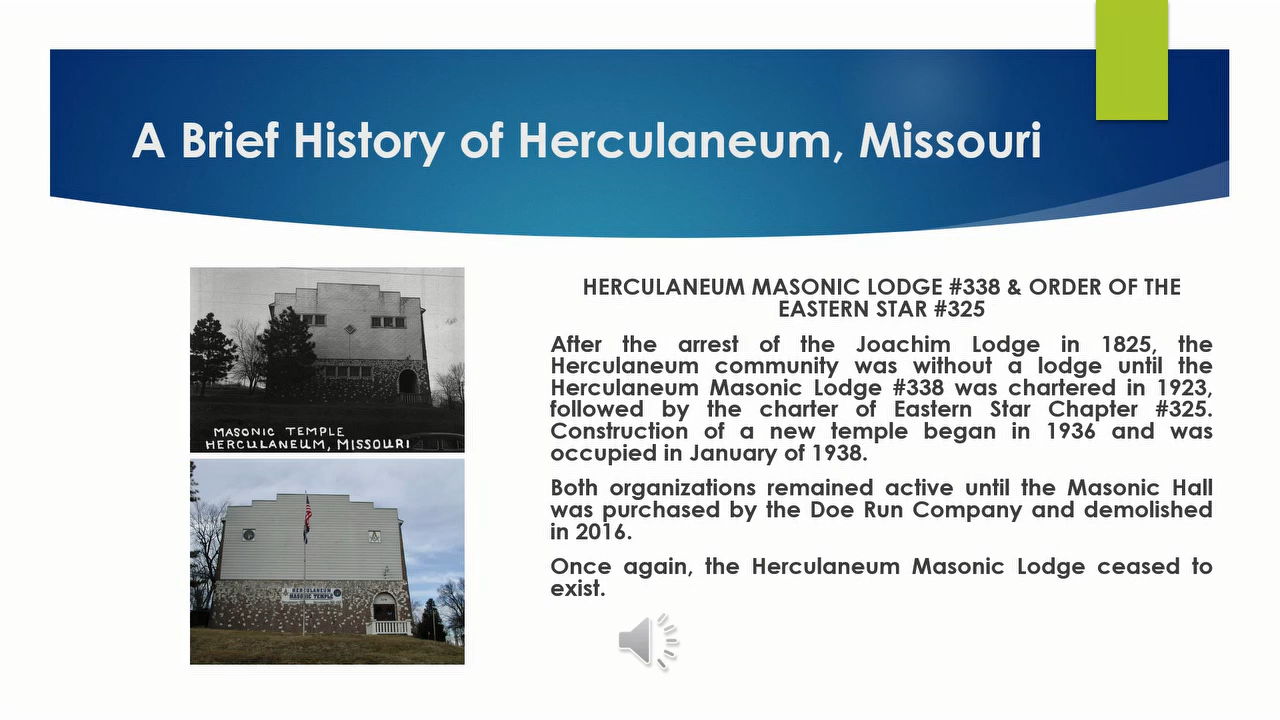 A Brief History of Herculaneum, Missouri
MASONIC TEMPLE
HERCULANEUM, MISSOURI
HERCULANEUM
MASONIC TEMPLE
HERCULANEUM MASONIC LODGE #338 & ORDER OF THE
EASTERN STAR #325
After the arrest of the Joachim Lodge in 1825, the
Herculaneum community was without a lodge until the
Herculaneum Masonic Lodge #338 was chartered in 1923,
followed by the charter of Eastern Star Chapter #325.
Construction of a new temple began in 1936 and was
occupied in January of 1938.
Both organizations remained active until the Masonic Hall
was purchased by the Doe Run Company and demolished
in 2016.
Once again, the Herculaneum Masonic Lodge ceased to
exist.